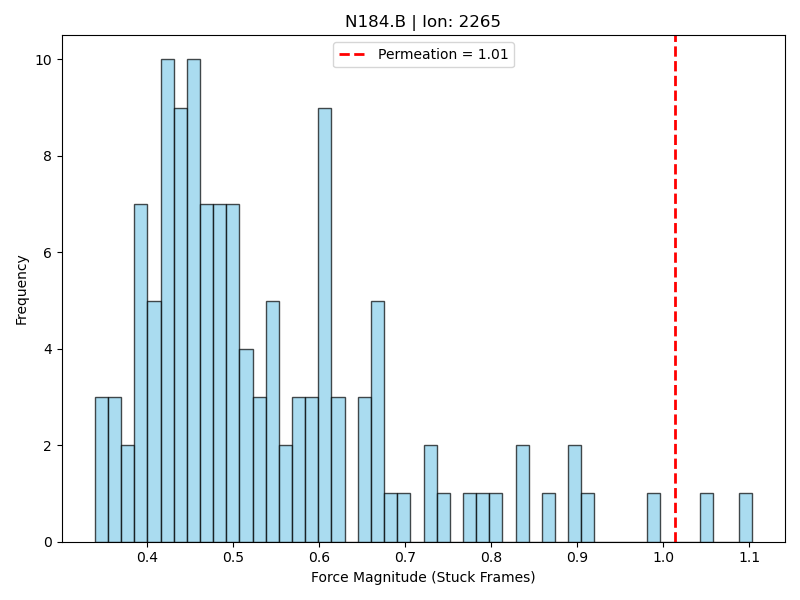 N184.B | Ion: 2265
Permeation = 1.01
Frequency
10
8
6
4
2
0
0.4 0.5 0.6 0.7 0.8 0.9 1.0 1.1
Force Magnitude (Stuck Frames)